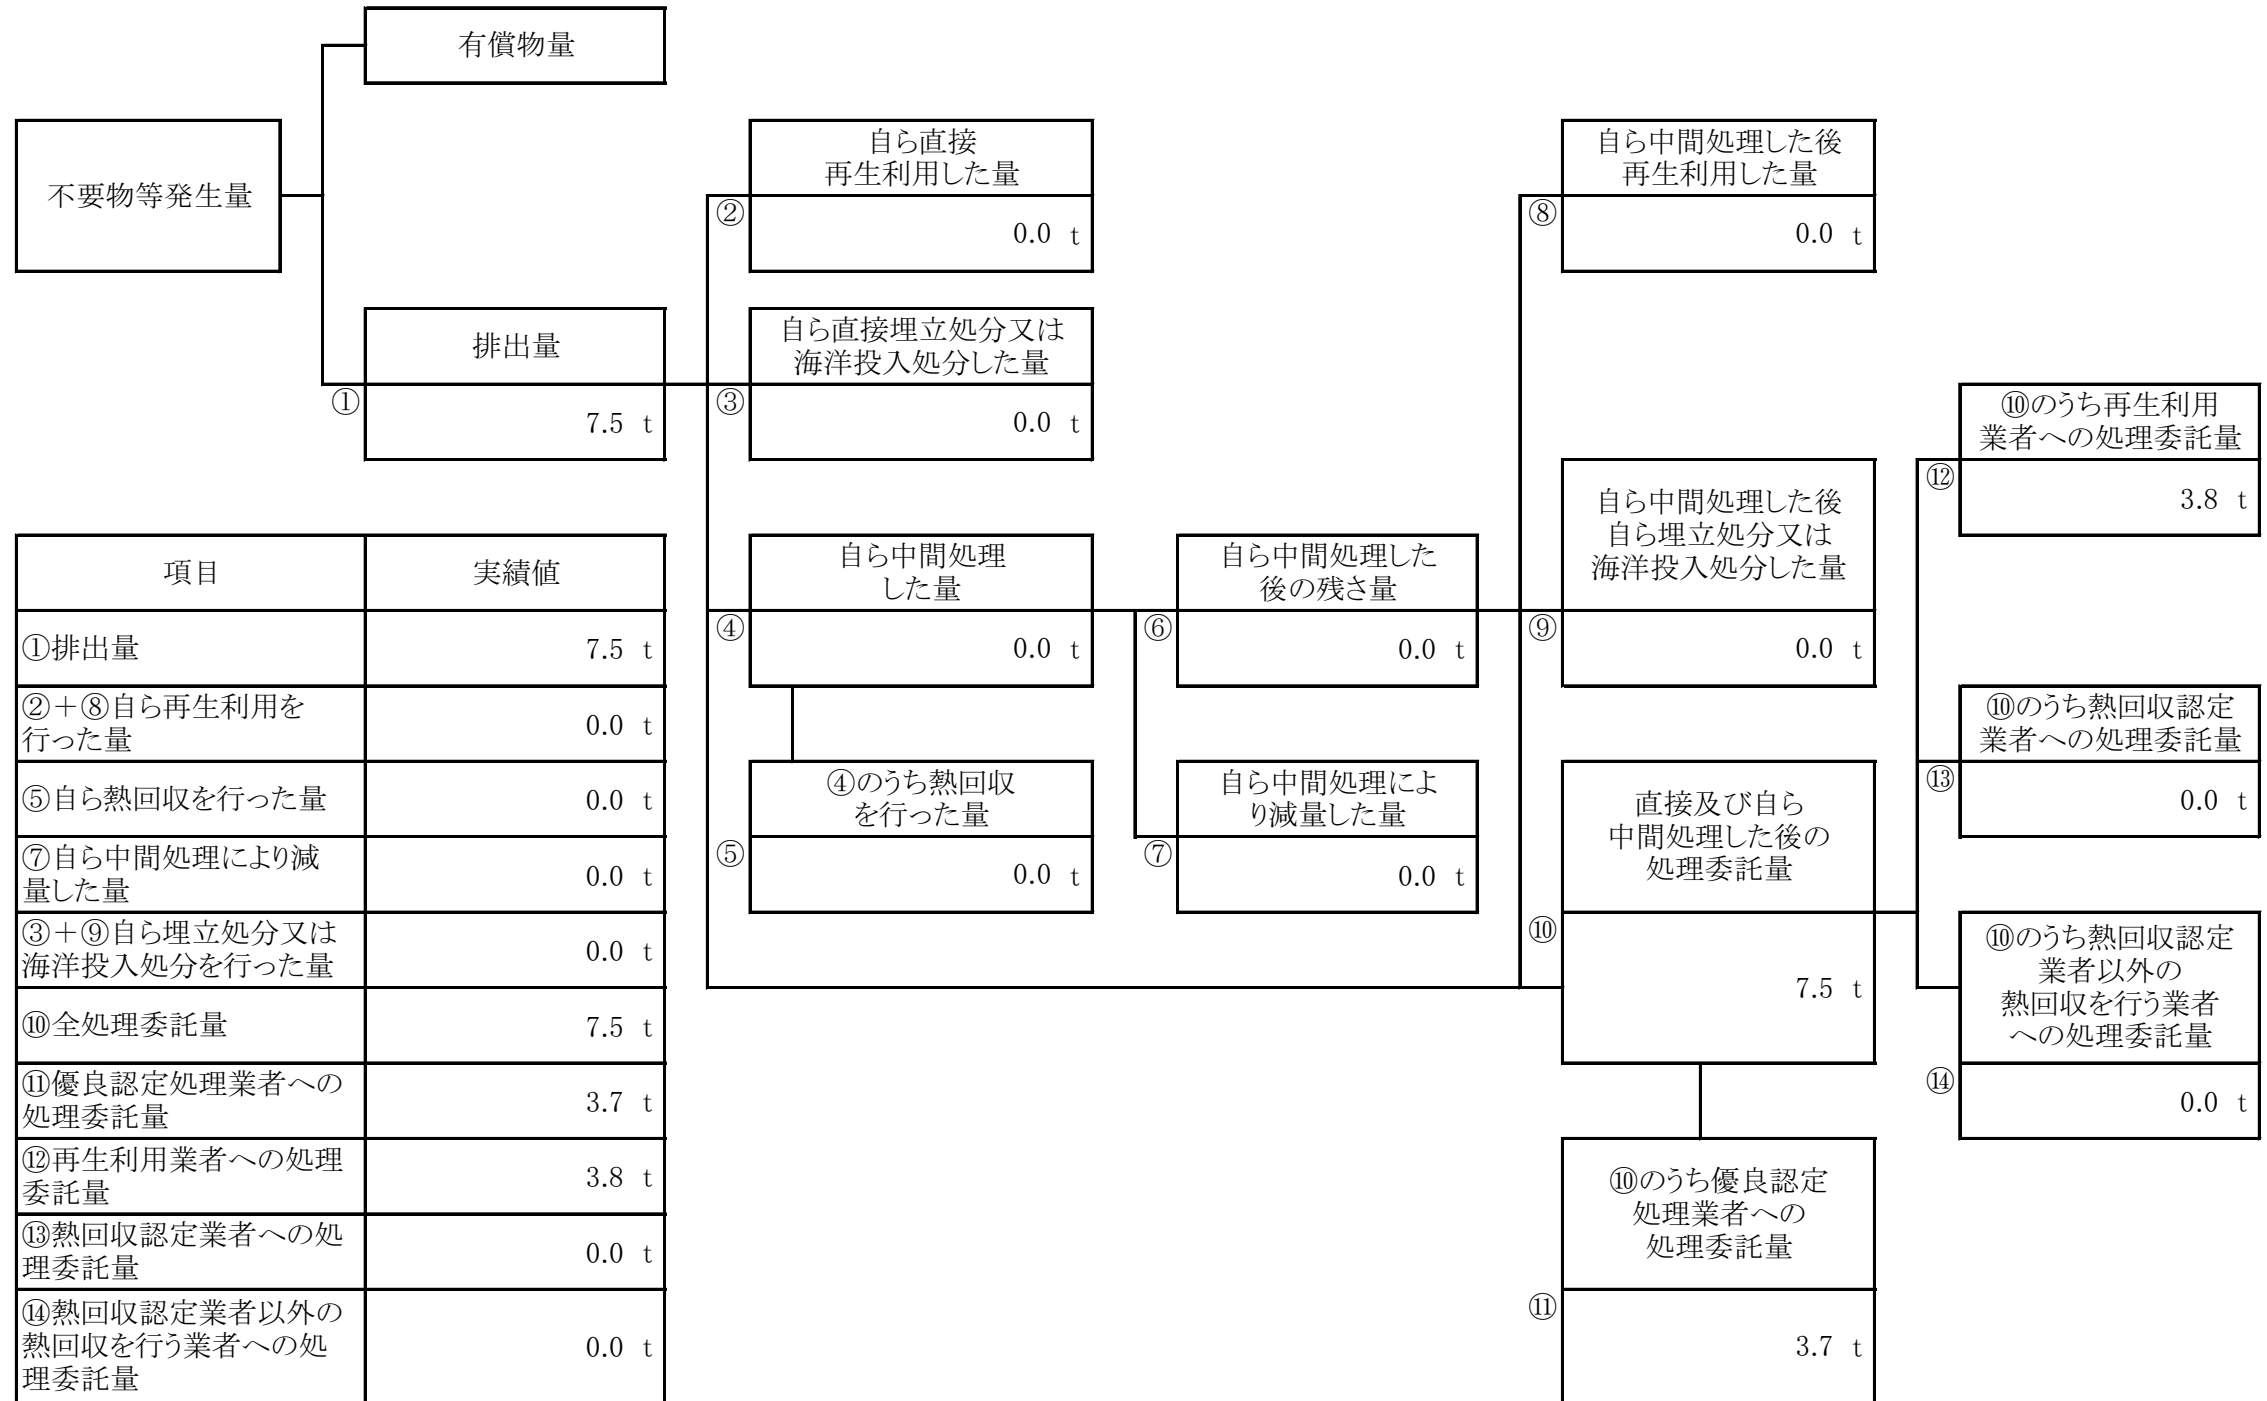 有償物量
不要物等発生量
自ら直接
再生利用した量
②
0.0 t
自ら中間処理した後
再生利用した量
⑧
0.0 t
排出量
①
7.5 t
自ら直接埋立処分又は
海洋投入処分した量
③
0.0 t
⑩のうち再生利用
業者への処理委託量
⑫
3.8 t
自ら中間処理した後
自ら埋立処分又は
海洋投入処分した量
⑨
0.0 t
自ら中間処理
した量
④
0.0 t
自ら中間処理した
後の残さ量
⑥
0.0 t
⑩のうち熱回収認定
業者への処理委託量
⑬
0.0 t
④のうち熱回収
を行った量
⑤
0.0 t
自ら中間処理によ
り減量した量
⑦
0.0 t
直接及び自ら
中間処理した後の
処理委託量
⑩
7.5 t
⑩のうち熱回収認定
業者以外の
熱回収を行う業者
への処理委託量
⑭
0.0 t
⑩のうち優良認定
処理業者への
処理委託量
⑪
3.7 t
項目 実績値
①排出量 7.5 t
②＋⑧自ら再生利用を
行った量 0.0 t
⑤自ら熱回収を行った量 0.0 t
⑦自ら中間処理により減
量した量 0.0 t
③＋⑨自ら埋立処分又は
海洋投入処分を行った量 0.0 t
⑩全処理委託量 7.5 t
⑪優良認定処理業者への
処理委託量 3.7 t
⑫再生利用業者への処理
委託量 3.8 t
⑬熱回収認定業者への処
理委託量 0.0 t
⑭熱回収認定業者以外の
熱回収を行う業者への処
理委託量 0.0 t